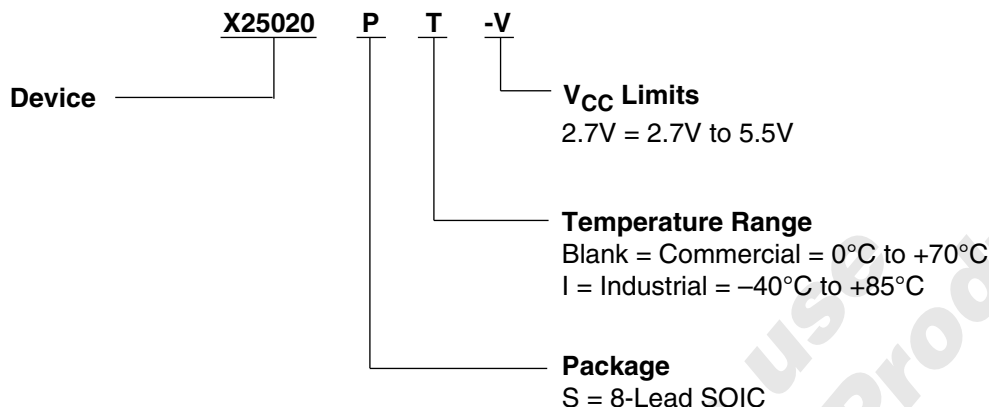 X25020 P T -V
Device
VCC Limits
2.7V = 2.7V to 5.5V
Temperature Range
Blank = Commercial = 0°C to +70°C
I = Industrial = –40°C to +85°C
Package
S = 8-Lead SOIC
use